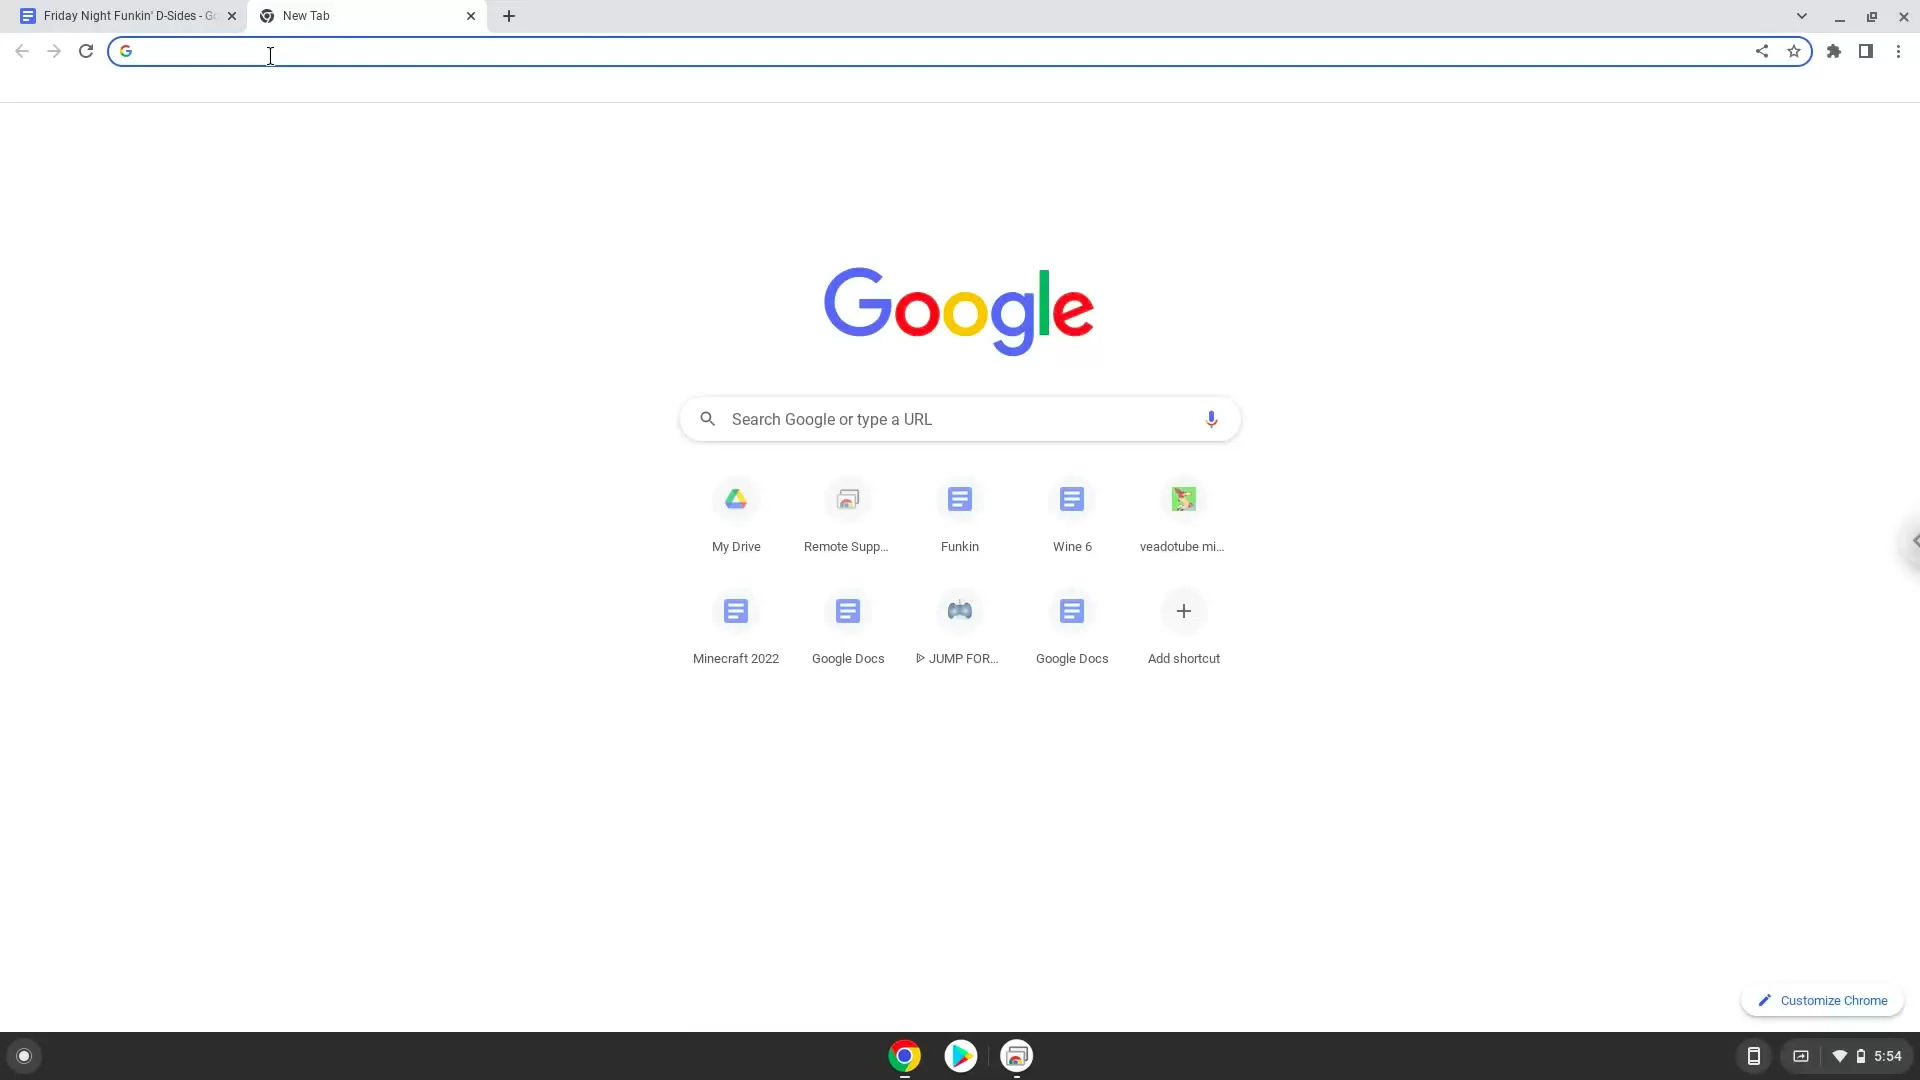 Friday Night Funkin' D-Sides - Go
New Tab
Google
Search Google or type a URL
My Drive
Remote Supp...
Funkin
Wine 6
veadotube mi...
Minecraft 2022
Google Docs
JUMP FOR...
Google Docs
Add shortcut
Customize Chrome
5:54